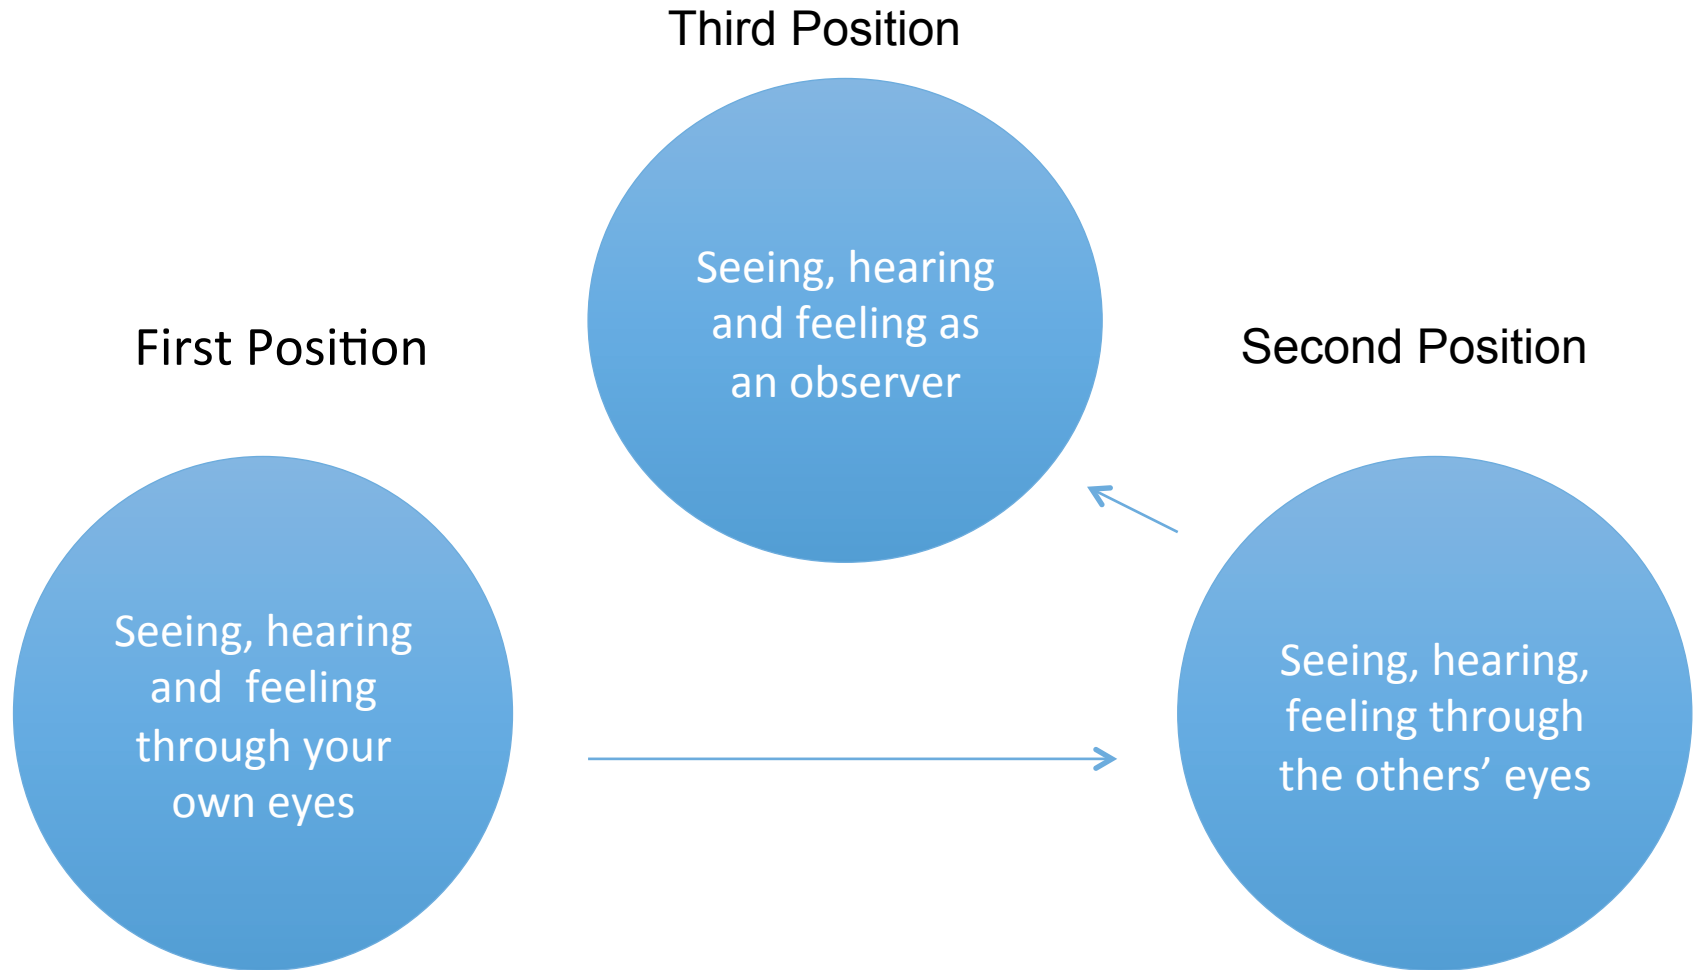 Third Position
Seeing, hearing
and feeling as
an observer
First Position
Seeing, hearing
and  feeling
through your
own eyes
Second Position
Seeing, hearing,
feeling through
the others’ eyes